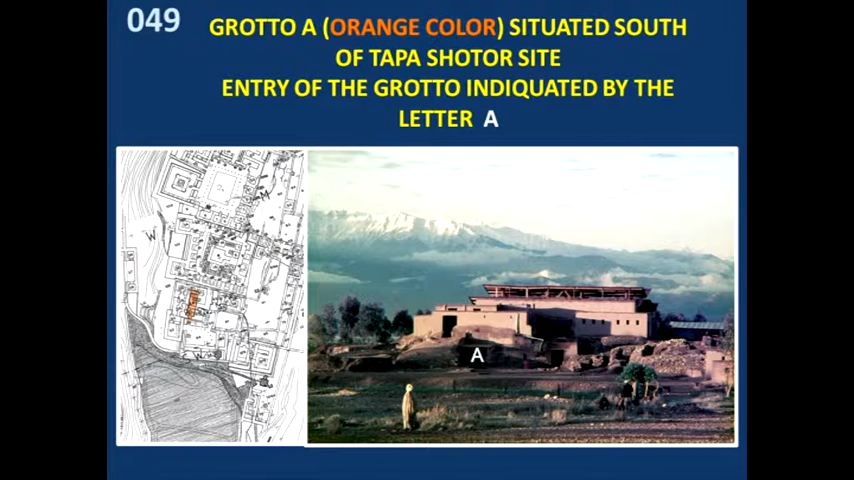 049
GROTTO A (ORANGE COLOR) SITUATED SOUTH
OF TAPA SHOTOR SITE
ENTRY OF THE GROTTO INDIQUATED BY THE
LETTER A
A